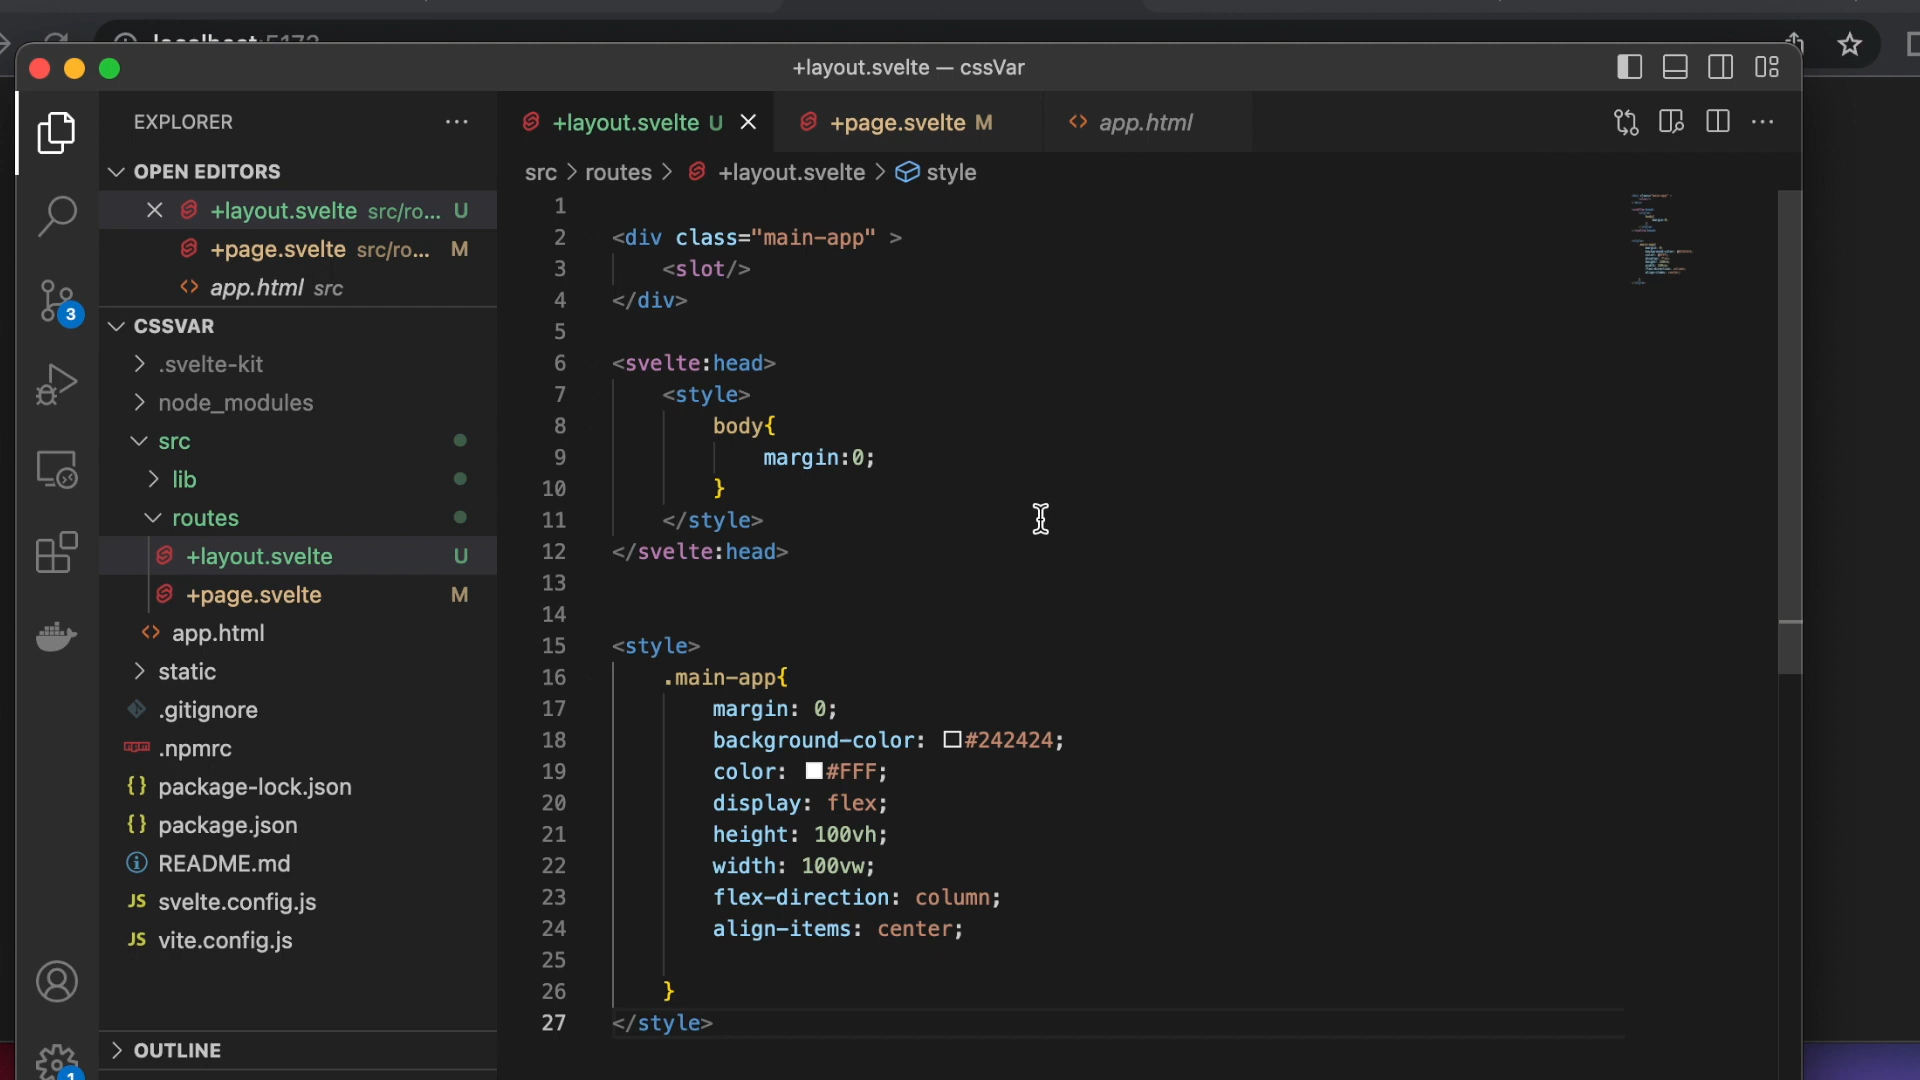 +layout.svelte — cssVar
EXPLORER
OPEN EDITORS
+layout.svelte src/ro... U
+page.svelte src/ro... M
app.html src
3
CSSVAR
.svelte-kit
node_modules
src
lib
routes
+layout.svelte U
+page.svelte M
app.html
static
.gitignore
npm .npmrc
{} package-lock.json
{} package.json
README.md
JS svelte.config.js
JS vite.config.js
OUTLINE
1
+layout.svelte U
+page.svelte M
app.html
src > routes > +layout.svelte > style
1
2 <div class="main-app" >
3 <slot/>
4 </div>
5
6 <svelte:head>
7 <style>
8 body{
9 margin:0;
10 }
11 </style>
12 </svelte:head>
13
14
15 <style>
16 .main-app{
17 margin: 0;
18 background-color: #242424;
19 color: #FFF;
20 display: flex;
21 height: 100vh;
22 width: 100vw;
23 flex-direction: column;
24 align-items: center;
25
26 }
27 </style>